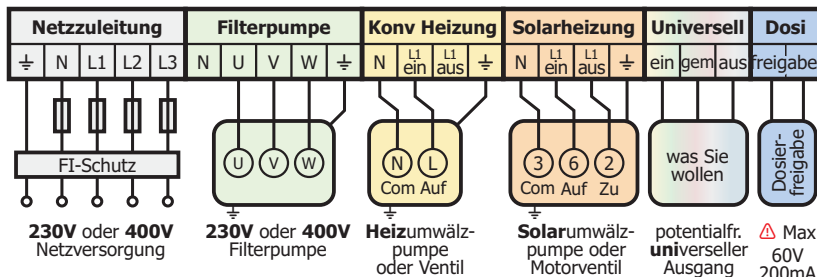 Netzzuleitung Filterpumpe Konv Heizung Solarheizung Universell Dosi
N L1 L2 L3 N U V W N L1 ein L1 aus N L1 ein L1 aus ein gem aus freigabe
U V W N L 3 6 2
Com Auf Com Auf Zu
FI-Schutz
was Sie
wollen
Dosier-
freigabe
230V oder 400V
Netzversorgung
230V oder 400V
Filterpumpe
Heizumwälz-
pumpe
oder Ventil
Solarumwälz-
pumpe oder
Motorventil
potentialfr.
universeller
Ausgang
⚠ Max
60V
200mA